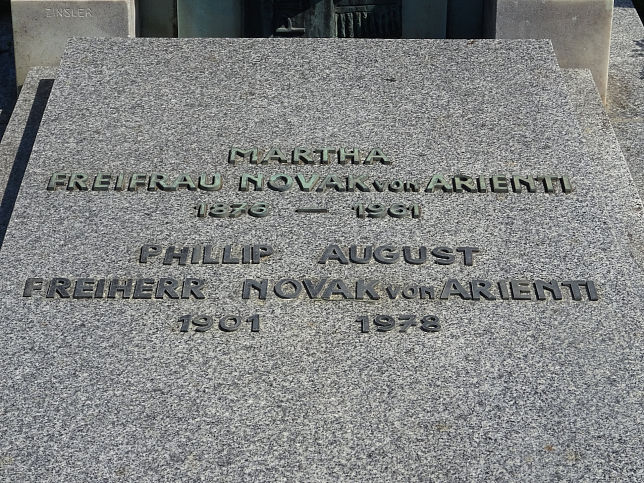 ZINSLER
MARTHA
FREIFRAU NOVAK von ARIENTI
1876 — 1961
PHILLIP AUGUST
FREIHERR NOVAK von ARIENTI
1901 1978